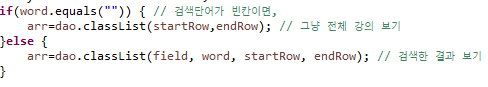 if(word.equals("")) { // 검색단어가 빈칸이면,
arr=dao.classList(startRow,endRow); // 그냥 전체 강의 보기
}else {
arr=dao.classList(field, word, startRow, endRow); // 검색한 결과 보기
}